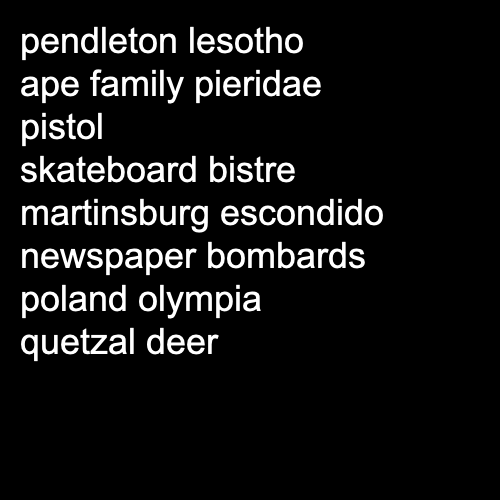 pendleton lesotho
ape family pieridae
pistol
skateboard bistre
martinsburg escondido
newspaper bombards
poland olympia
quetzal deer